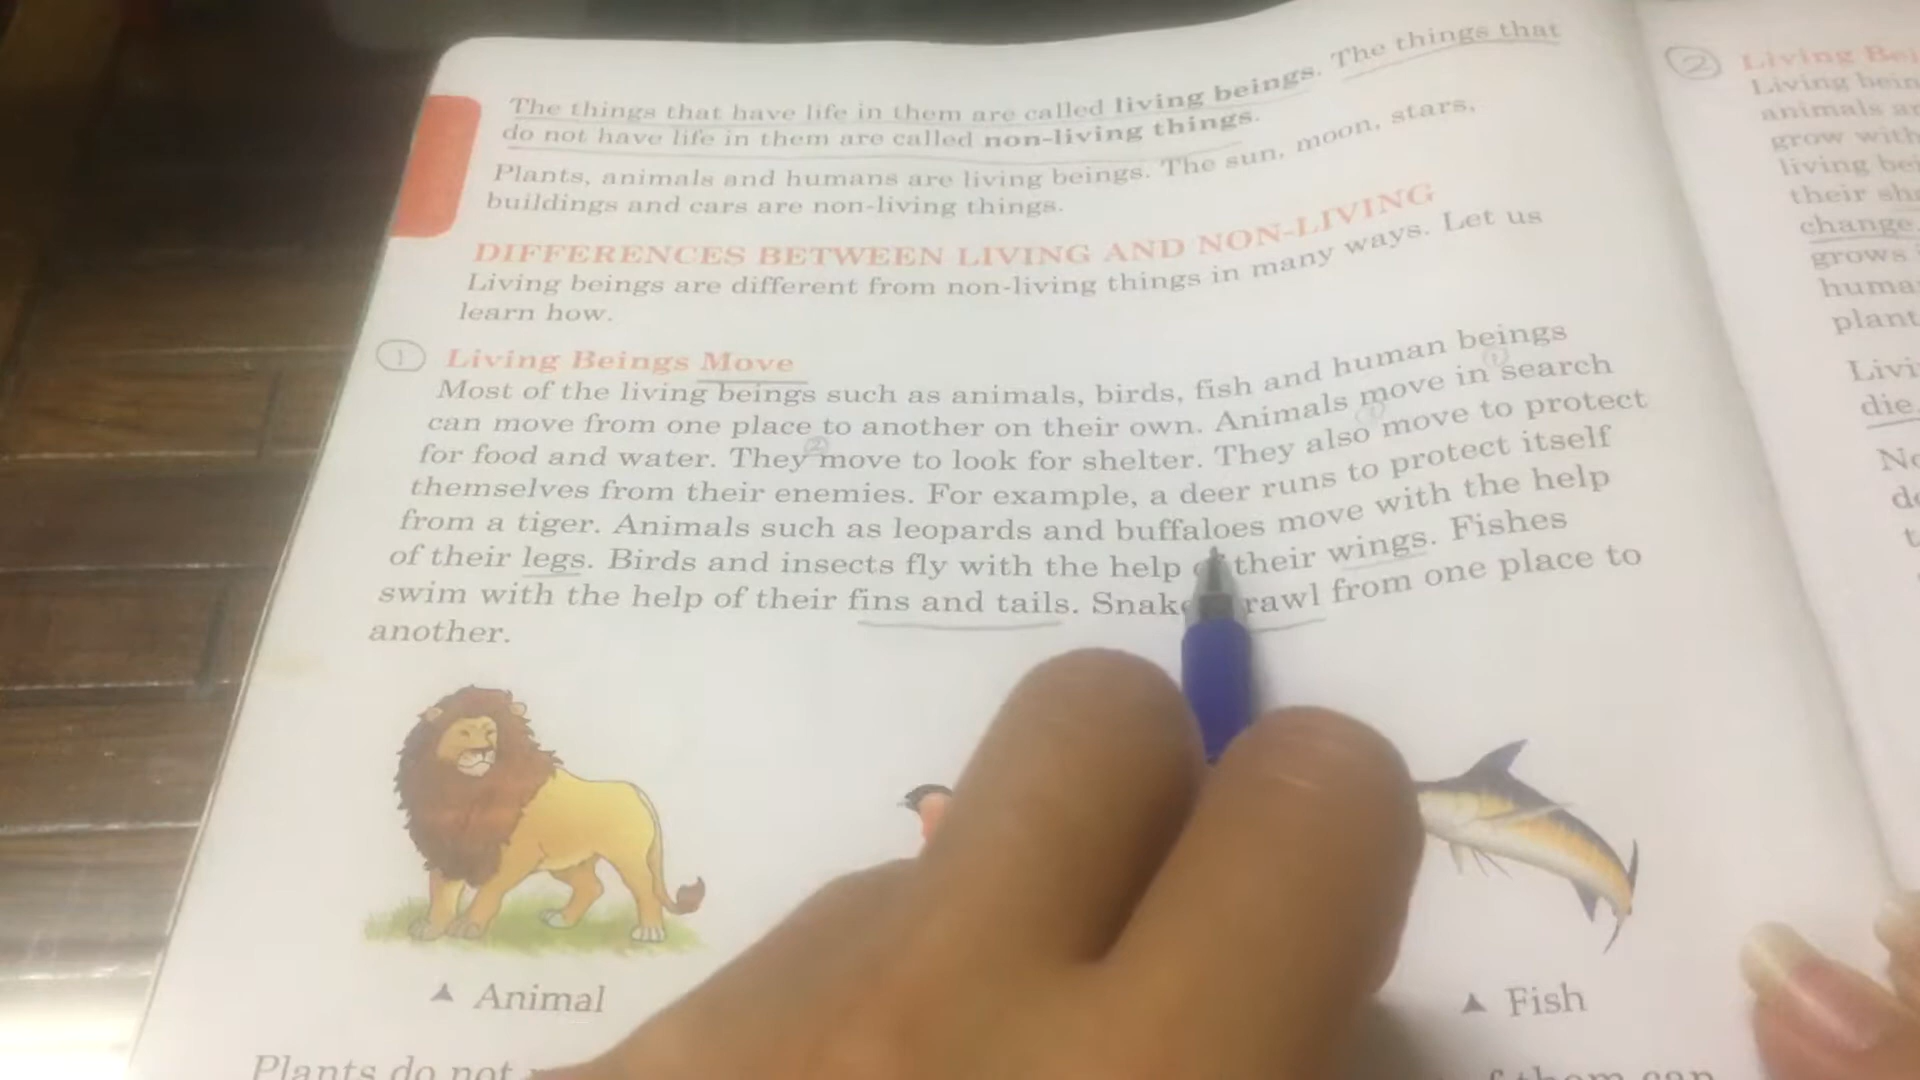 The things that have life in them are called living beings. The things that
do not have life in them are called non-living things.
Plants, animals and humans are living beings. The sun, moon, stars,
buildings and cars are non-living things.
DIFFERENCES BETWEEN LIVING AND NON-LIVING
Living beings are different from non-living things in many ways. Let us
learn how.
1 Living Beings Move
Most of the living beings such as animals, birds, fish and human beings
can move from one place to another on their own. Animals move in search
for food and water. They move to look for shelter. They also move to protect
themselves from their enemies. For example, a deer runs to protect itself
from a tiger. Animals such as leopards and buffaloes move with the help
of their legs. Birds and insects fly with the help their wings. Fishes
swim with the help of their fins and tails. from one place to
another.
Animal
Fish
Plants do not
them can
2 Living
Living
animals
grow with
living
their
change.
grows
plant
die.